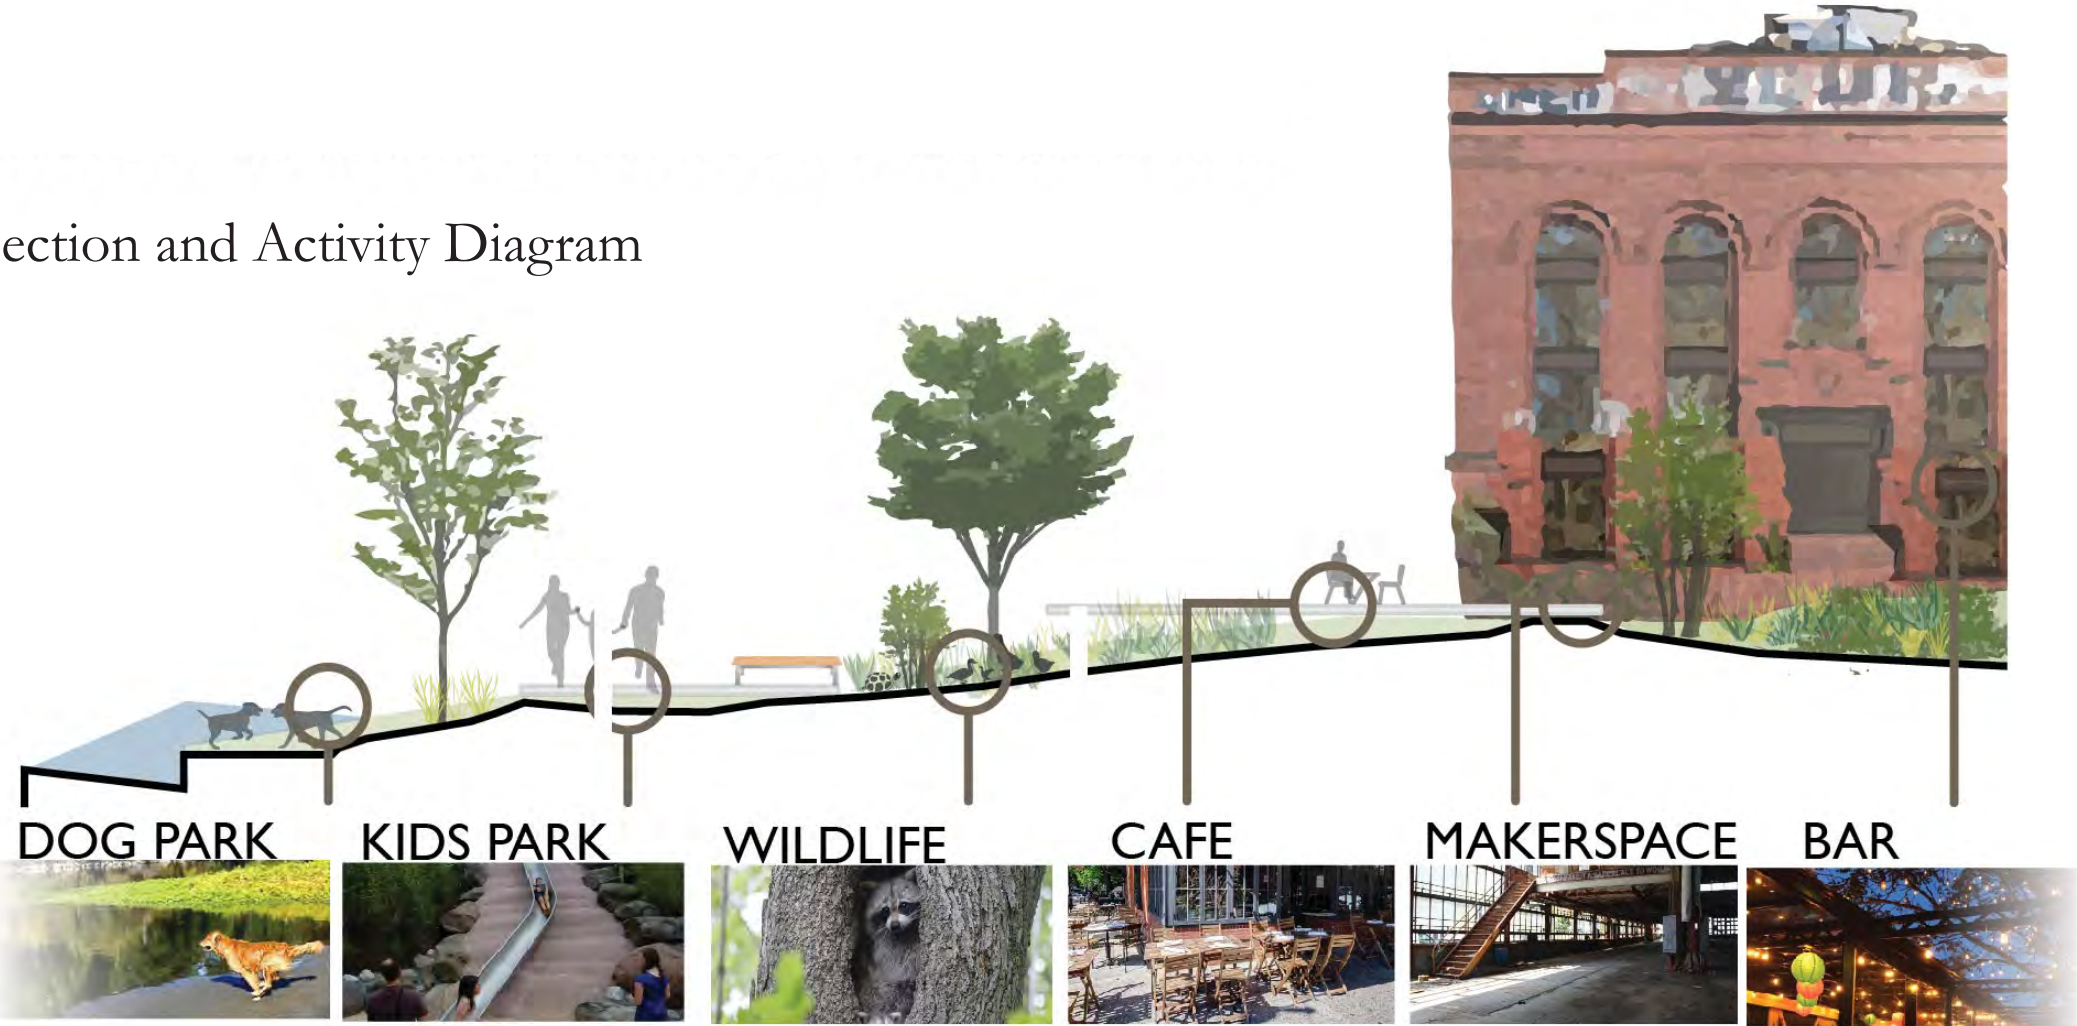 ection and Activity Diagram
DOG PARK
KIDS PARK
WILDLIFE
CAFE
MAKERSPACE
BAR